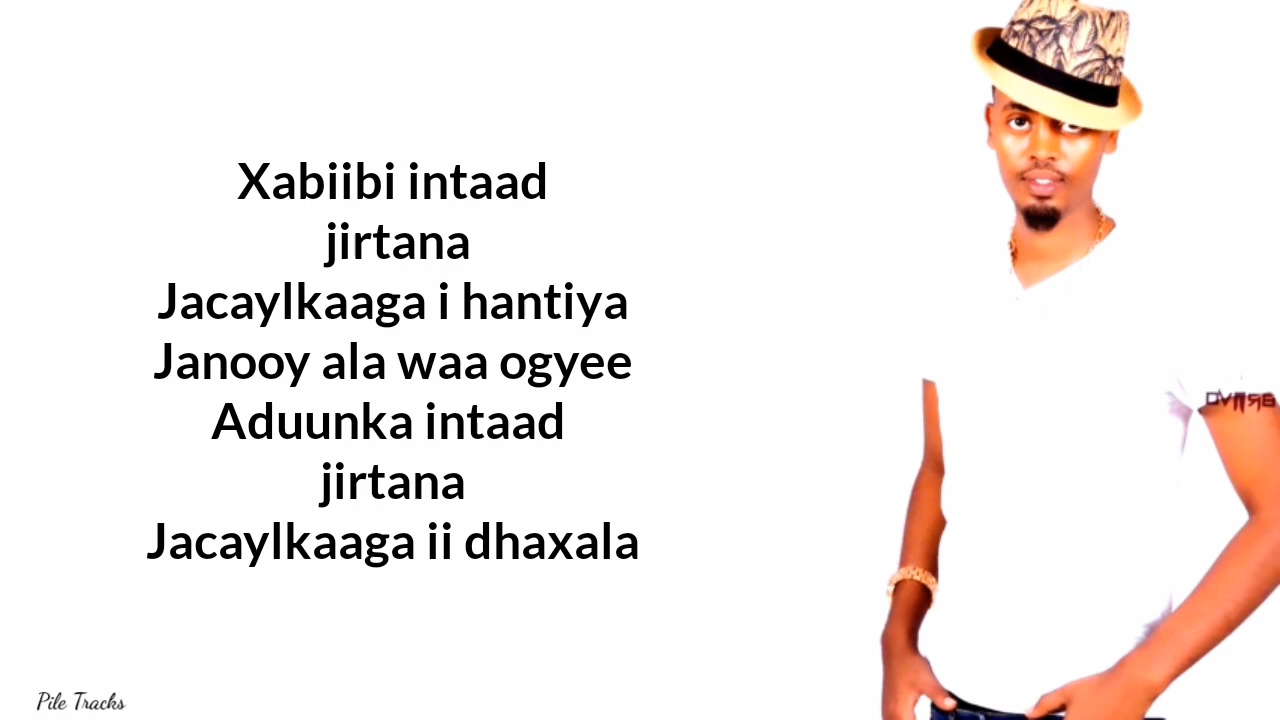 Xabiibi intaad
jirtana
Jacaylkaaga i hantiya
Janooy ala waa ogyee
Aduunka intaad
jirtana
Jacaylkaaga ii dhaxala
Pile Tracks